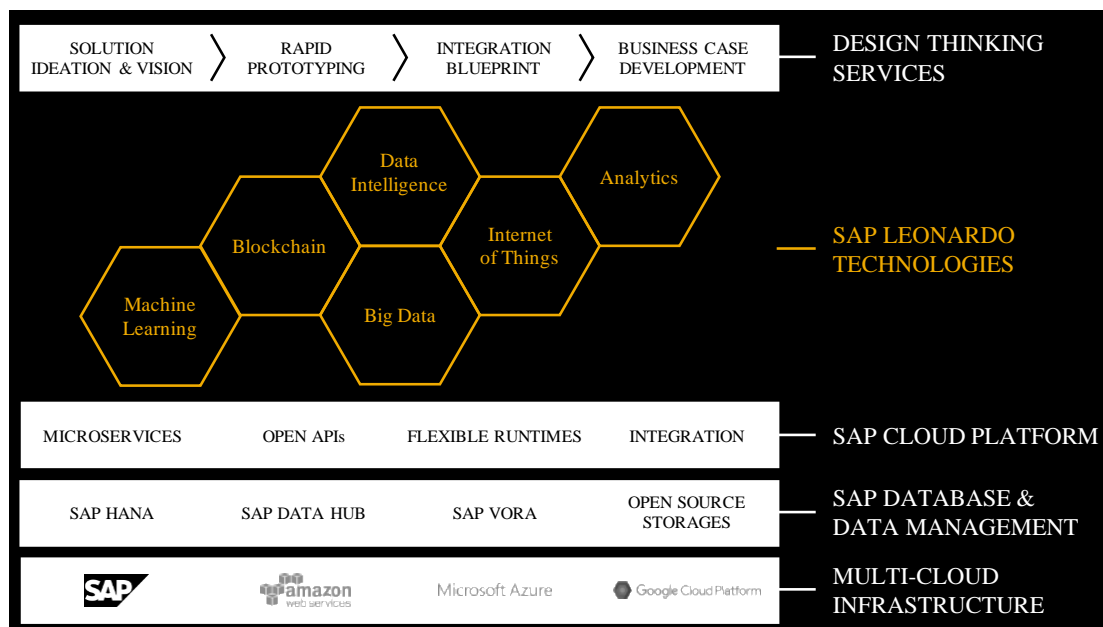 SOLUTION
IDEATION & VISION
RAPID
PROTOTYPING
INTEGRATION
BLUEPRINT
BUSINESS CASE
DEVELOPMENT
DESIGN THINKING
SERVICES
Data
Intelligence
Analytics
Blockchain
Internet
of Things
Machine
Learning
Big Data
SAP LEONARDO
TECHNOLOGIES
MICROSERVICES
OPEN APIs
FLEXIBLE RUNTIMES
INTEGRATION
SAP CLOUD PLATFORM
SAP HANA
SAP DATA HUB
SAP VORA
OPEN SOURCE
STORAGES
SAP DATABASE &
DATA MANAGEMENT
SAP
amazon
web services
Microsoft Azure
Google Cloud Platform
MULTI-CLOUD
INFRASTRUCTURE